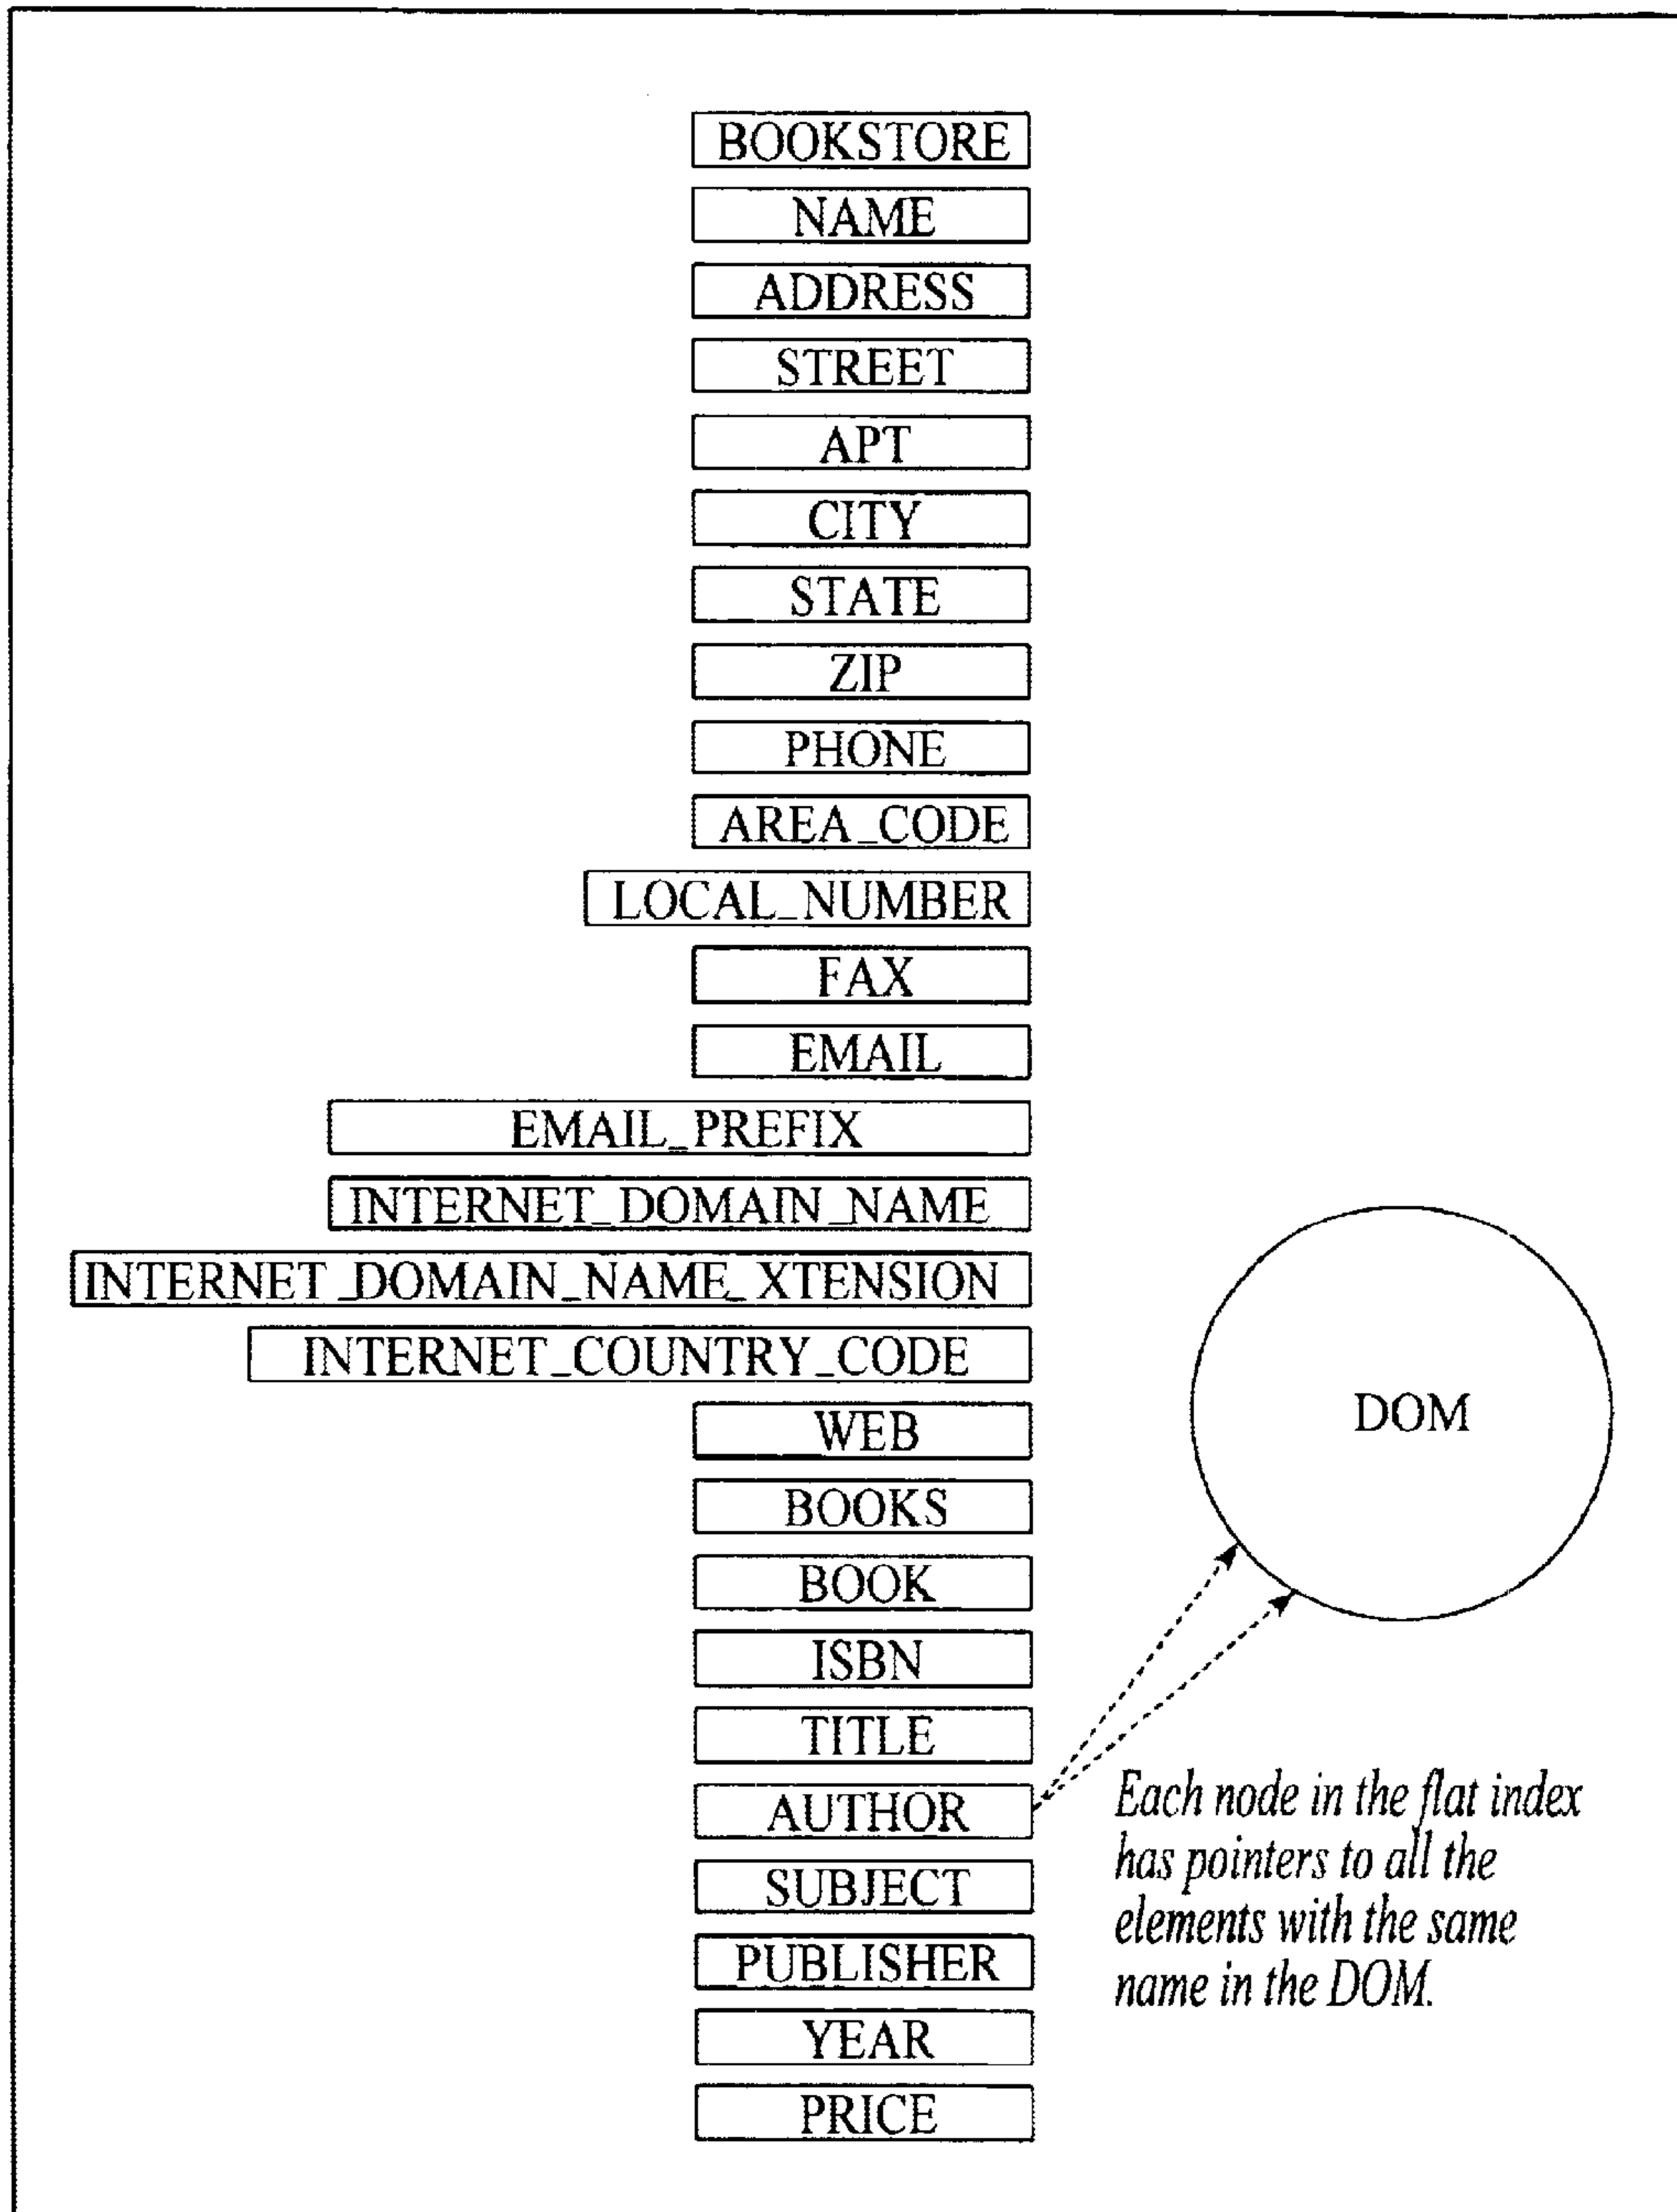 BOOKSTORE
NAME
ADDRESS
STREET
APT
CITY
STATE
ZIP
PHONE
AREA_CODE
LOCAL_NUMBER
FAX
EMAIL
EMAIL_PREFIX
INTERNET_DOMAIN_NAME
INTERNET_DOMAIN_NAME_XTENSION
INTERNET_COUNTRY_CODE
WEB
BOOKS
BOOK
ISBN
TITLE
AUTHOR
SUBJECT
PUBLISHER
YEAR
PRICE
DOM
Each node in the flat index
has pointers to all the
elements with the same
name in the DOM.